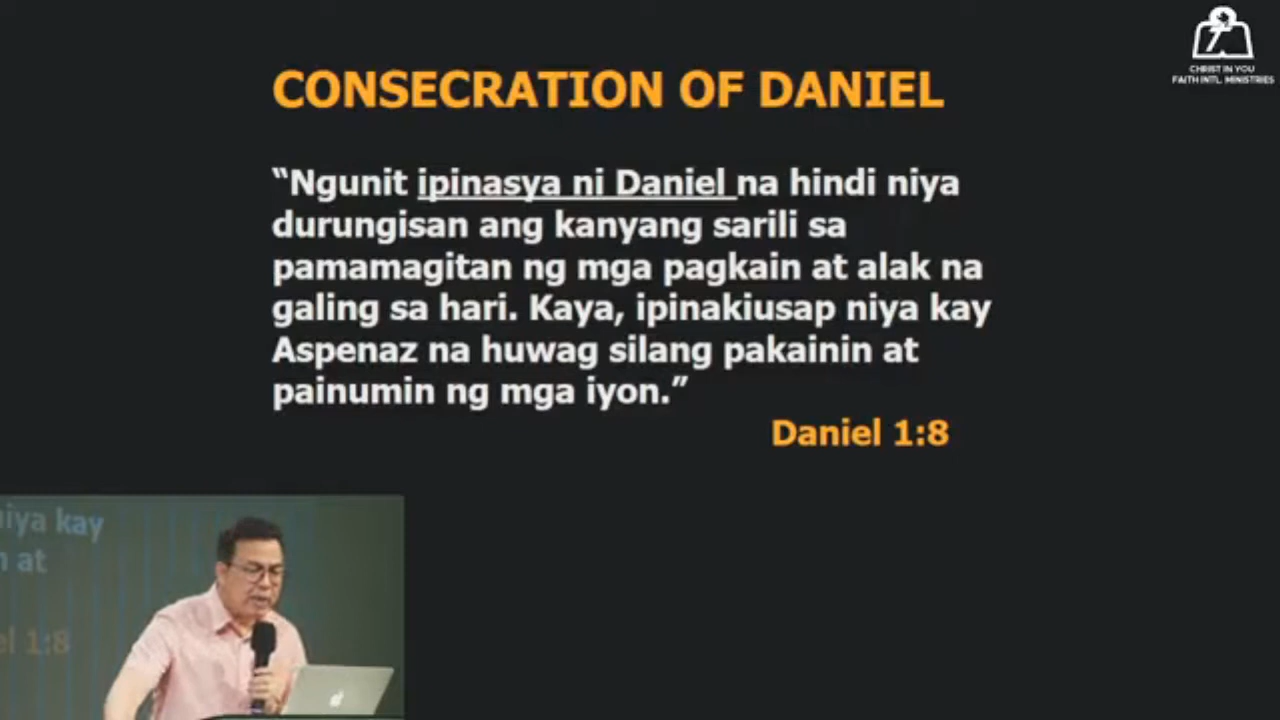 CHRIST IN YOU
FAITH INTL. MINISTRIES
CONSECRATION OF DANIEL
“Ngunit ipinasya ni Daniel na hindi niya
durungisan ang kanyang sarili sa
pamamagitan ng mga pagkain at alak na
galing sa hari. Kaya, ipinakiusap niya kay
Aspenaz na huwag silang pakainin at
painumin ng mga iyon.”
Daniel 1:8
niya kay
n at
el 1:8